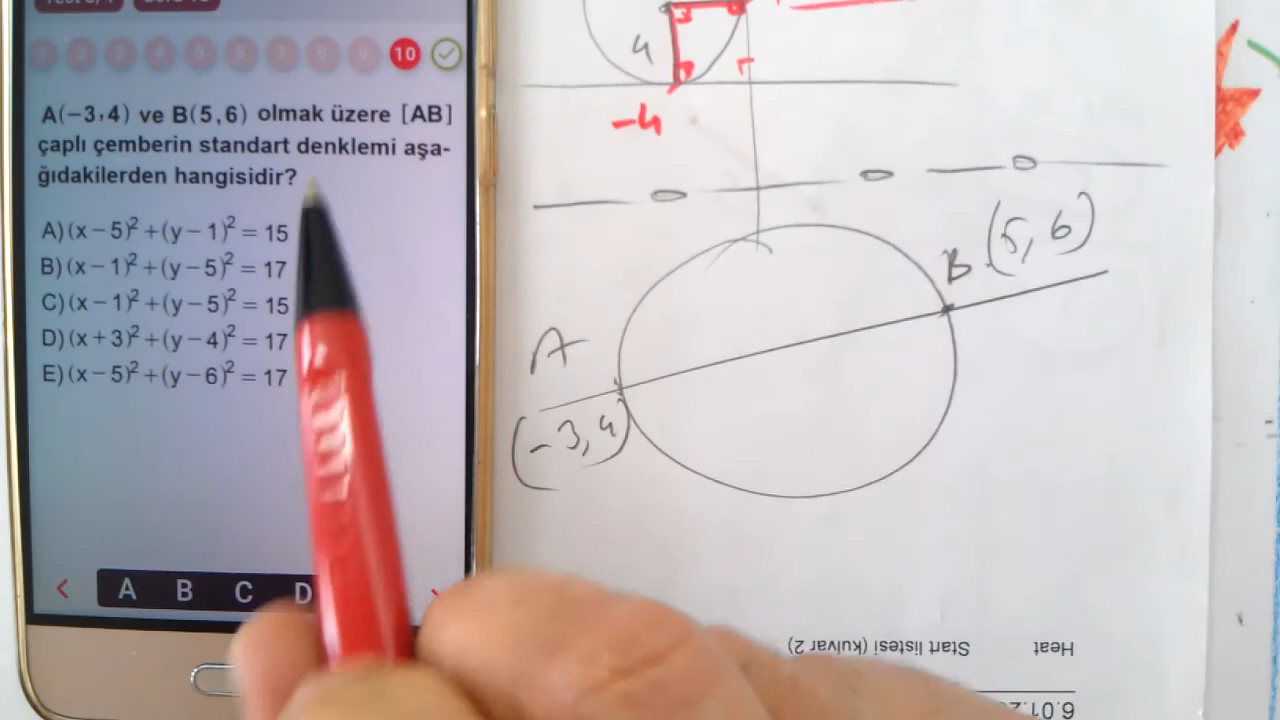 10
A(−3,4) ve B(5,6) olmak üzere [AB]
çaplı çemberin standart denklemi aşa-
ğıdakilerden hangisidir?
A) (x − 5)² + (y − 1)² = 15
B) (x − 1)² + (y − 5)² = 17
C) (x − 1)² + (y − 5)² = 15
D) (x + 3)² + (y − 4)² = 17
E) (x − 5)² + (y − 6)² = 17
< A B C D
4
-4
B (5, 6)
A
(-3, 4)
Heat Start listesi (kulvar 2)